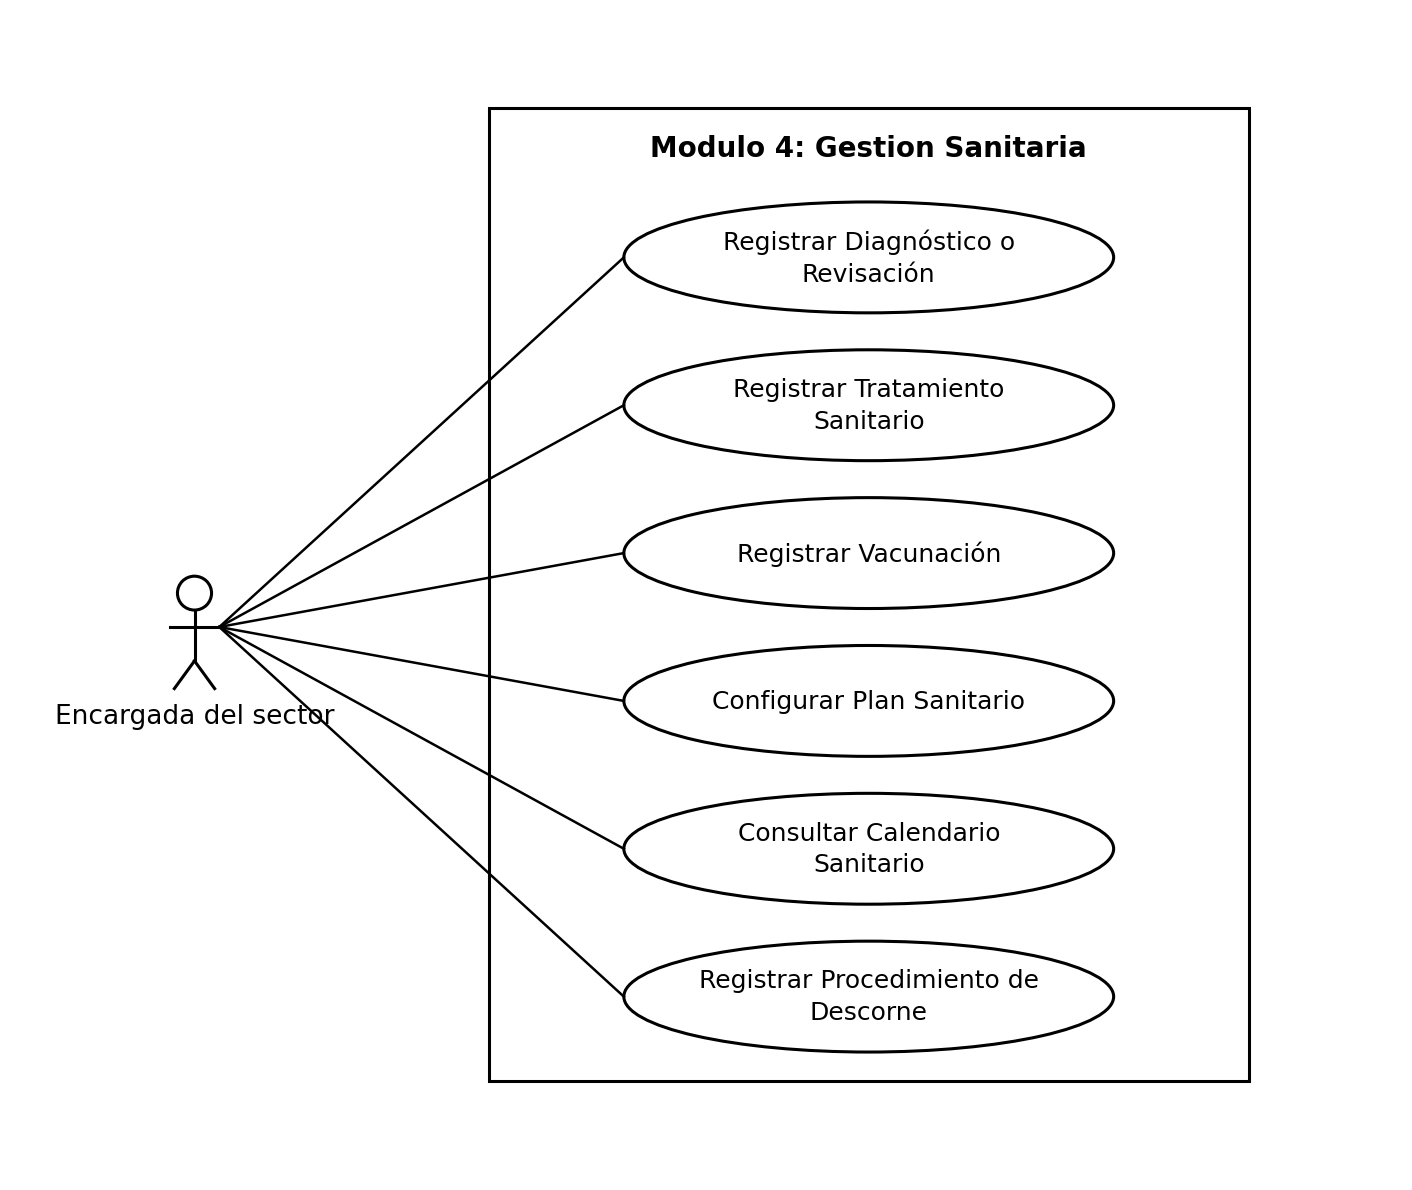 Modulo 4: Gestion Sanitaria
Registrar Diagnóstico o
Revisación
Registrar Tratamiento
Sanitario
Registrar Vacunación
Configurar Plan Sanitario
Encargada del sector
Consultar Calendario
Sanitario
Registrar Procedimiento de
Descorne